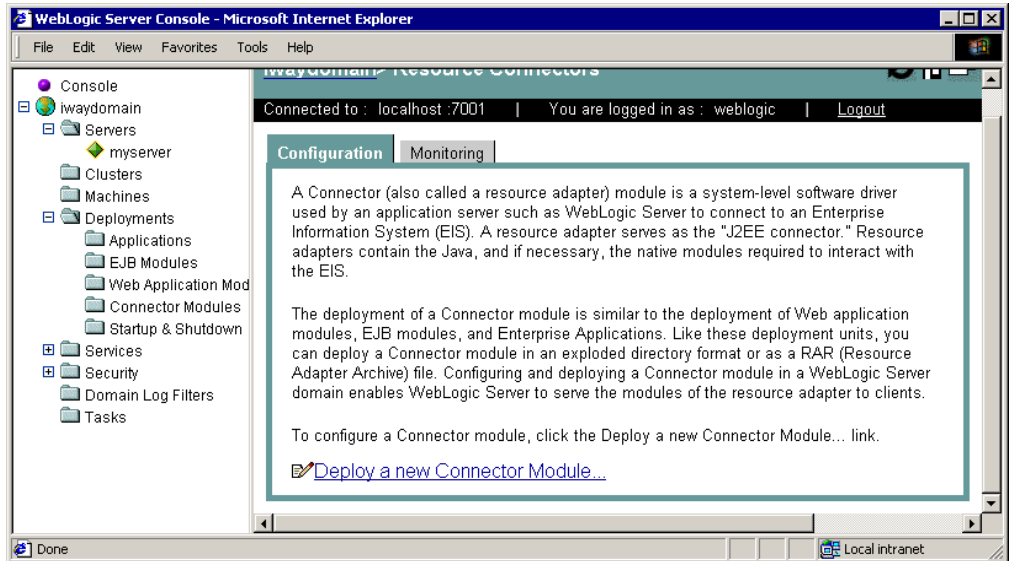 WebLogic Server Console - Microsoft Internet Explorer
File Edit View Favorites Tools Help
Console
iwaydomain
Servers
myserver
Clusters
Machines
Deployments
Applications
EJB Modules
Web Application Mod
Connector Modules
Startup & Shutdown
Services
Security
Domain Log Filters
Tasks
iwaydomain> Resource Connectors
Connected to : localhost :7001 | You are logged in as : weblogic | Logout
Configuration Monitoring
A Connector (also called a resource adapter) module is a system-level software driver
used by an application server such as WebLogic Server to connect to an Enterprise
Information System (EIS). A resource adapter serves as the "J2EE connector." Resource
adapters contain the Java, and if necessary, the native modules required to interact with
the EIS.
The deployment of a Connector module is similar to the deployment of Web application
modules, EJB modules, and Enterprise Applications. Like these deployment units, you
can deploy a Connector module in an exploded directory format or as a RAR (Resource
Adapter Archive) file. Configuring and deploying a Connector module in a WebLogic Server
domain enables WebLogic Server to serve the modules of the resource adapter to clients.
To configure a Connector module, click the Deploy a new Connector Module... link.
Deploy a new Connector Module...
Done
Local intranet